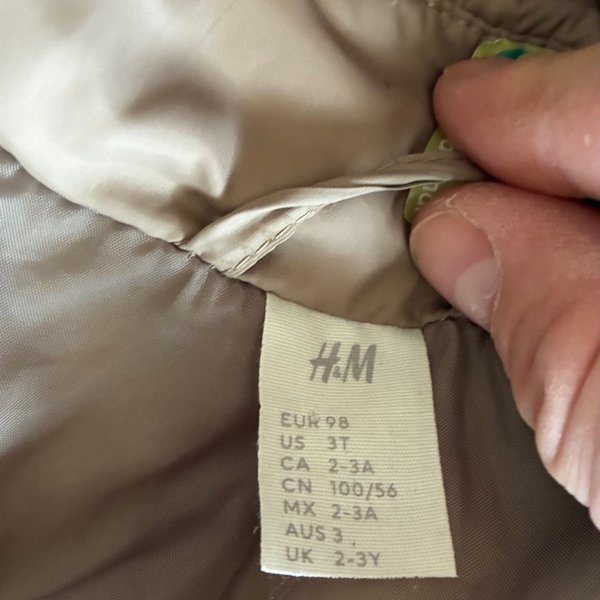 H&M
EUR 98
US 3T
CA 2-3A
CN 100/56
MX 2-3A
AUS 3
UK 2-3Y